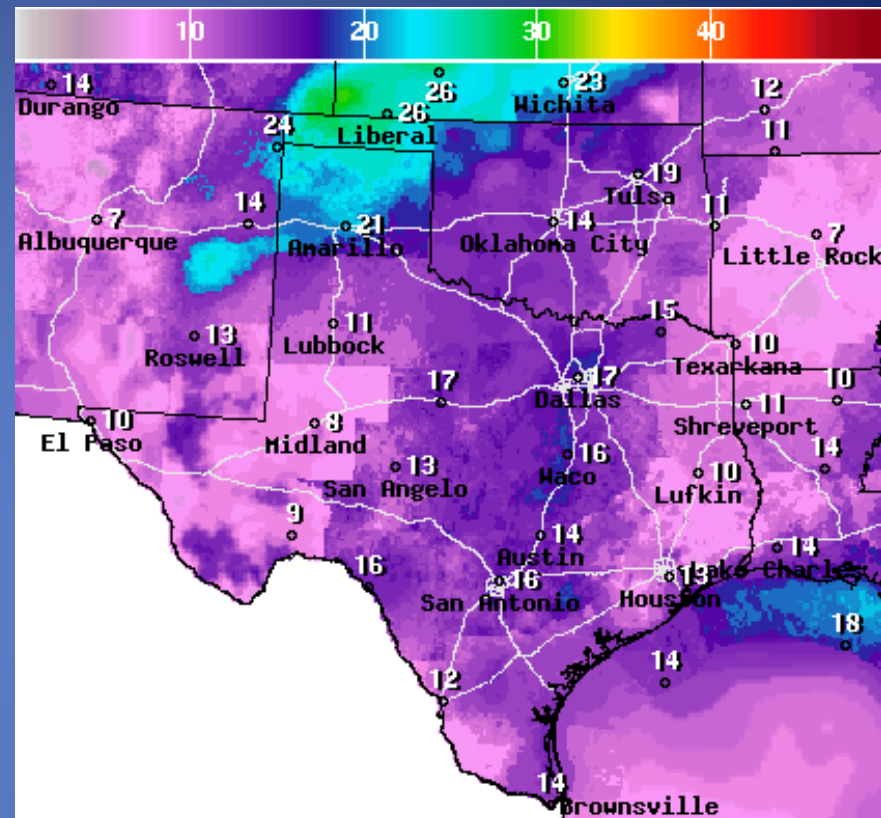 10 20 30 40
14
Durango
26
Liberal
26
23
Wichita
12
11
24
19
Tulsa
7
Albuquerque
14
21
Amarillo
14
Oklahoma City
11
7
Little Rock
13
Roswell
11
Lubbock
15
10
Texarkana
17
Dallas
17
10
El Paso
8
Midland
11
Shreveport
10
13
San Angelo
16
Waco
10
Lufkin
14
9
14
Austin
14
Lake Charles
16
16
San Antonio
13
Houston
18
12
14
14
Brownsville